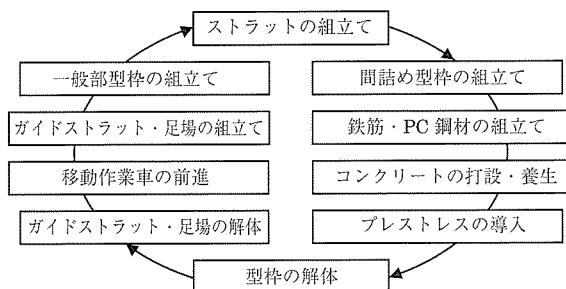 ストラットの組立て
間詰め型枠の組立て
鉄筋・PC 鋼材の組立て
コンクリートの打設・養生
プレストレスの導入
型枠の解体
ガイドストラット・足場の解体
移動作業車の前進
ガイドストラット・足場の組立て
一般部型枠の組立て